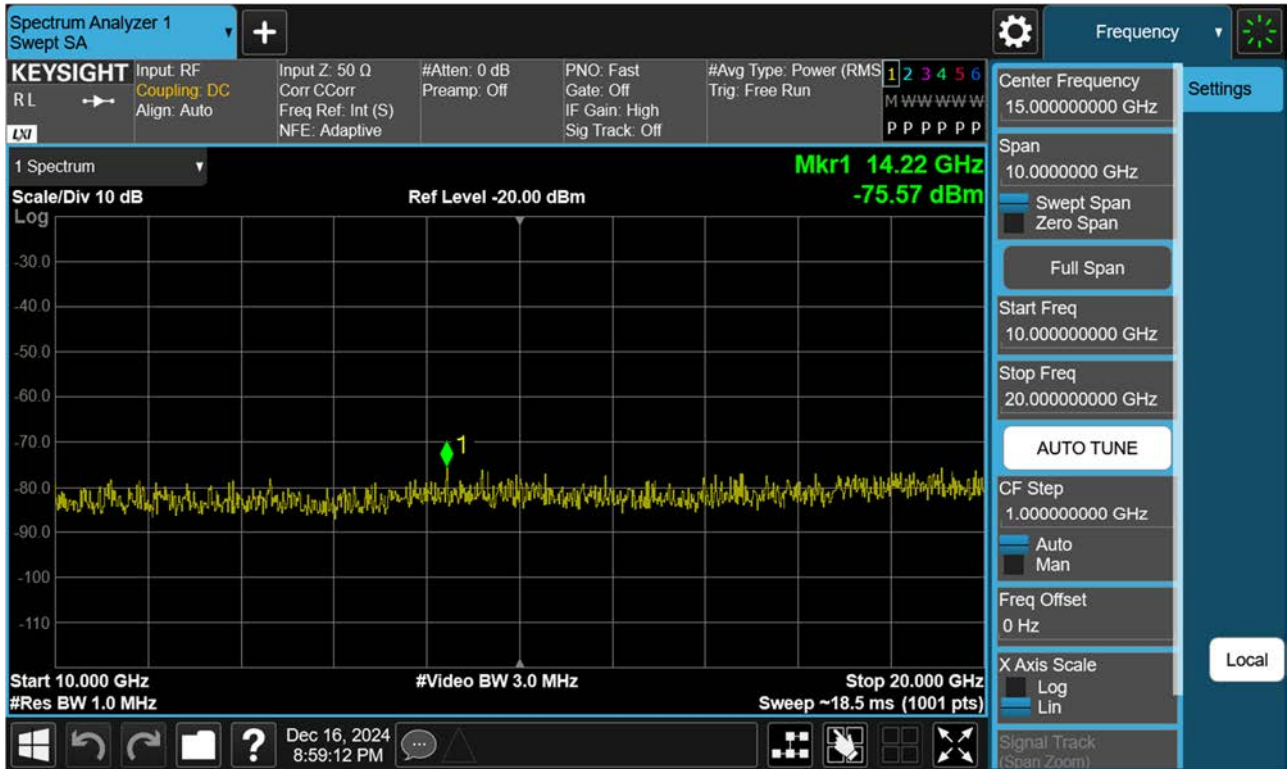 Spectrum Analyzer 1
Swept SA
+
Frequency
KEYSIGHT
RL
LXI
Input: RF
Coupling: DC
Align: Auto
Input Z: 50 Ω
Corr CCorr
Freq Ref: Int (S)
NFE: Adaptive
#Atten: 0 dB
Preamp: Off
PNO: Fast
Gate: Off
IF Gain: High
Sig Track: Off
#Avg Type: Power (RMS
Trig: Free Run
1 2 3 4 5 6
M W W W W W
P P P P P P
1 Spectrum
Scale/Div 10 dB
Ref Level -20.00 dBm
Mkr1 14.22 GHz
-75.57 dBm
Log
-30.0
-40.0
-50.0
-60.0
-70.0
-80.0
-90.0
-100
-110
1
Start 10.000 GHz
#Video BW 3.0 MHz
Stop 20.000 GHz
#Res BW 1.0 MHz
Sweep ~18.5 ms (1001 pts)
Center Frequency
15.000000000 GHz
Span
10.0000000 GHz
Swept Span
Zero Span
Full Span
Start Freq
10.000000000 GHz
Stop Freq
20.000000000 GHz
AUTO TUNE
CF Step
1.000000000 GHz
Auto
Man
Freq Offset
0 Hz
X Axis Scale
Log
Lin
Signal Track
(Span Zoom)
Settings
Local
?
Dec 16, 2024
8:59:12 PM